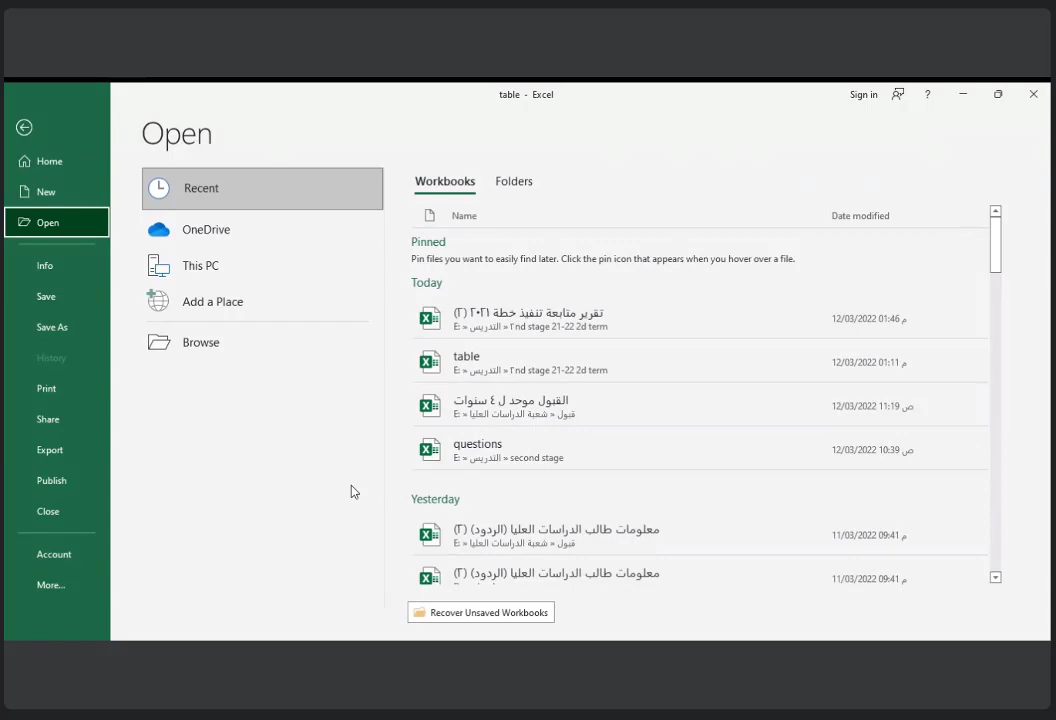 table - Excel
Sign in
?
Home
New
Open
Info
Save
Save As
History
Print
Share
Export
Publish
Close
Account
More...
Open
Recent
OneDrive
This PC
Add a Place
Browse
Workbooks Folders
Name Date modified
Pinned
Pin files you want to easily find later. Click the pin icon that appears when you hover over a file.
Today
تقرير متابعة تنفيذ خطة ٢٠٢١ (٢)
E: » التدريس » ٢nd stage 21-22 2d term
12/03/2022 01:46 م
table
E: » التدريس » ٢nd stage 21-22 2d term
12/03/2022 01:11 م
القبول موحد ل ٤ سنوات
E: » قبول » شعبة الدراسات العليا
12/03/2022 11:19 ص
questions
E: » التدريس » second stage
12/03/2022 10:39 ص
Yesterday
معلومات طالب الدراسات العليا (الردود) (٣)
E: » قبول » شعبة الدراسات العليا
11/03/2022 09:41 م
معلومات طالب الدراسات العليا (الردود) (٣)
11/03/2022 09:41 م
Recover Unsaved Workbooks